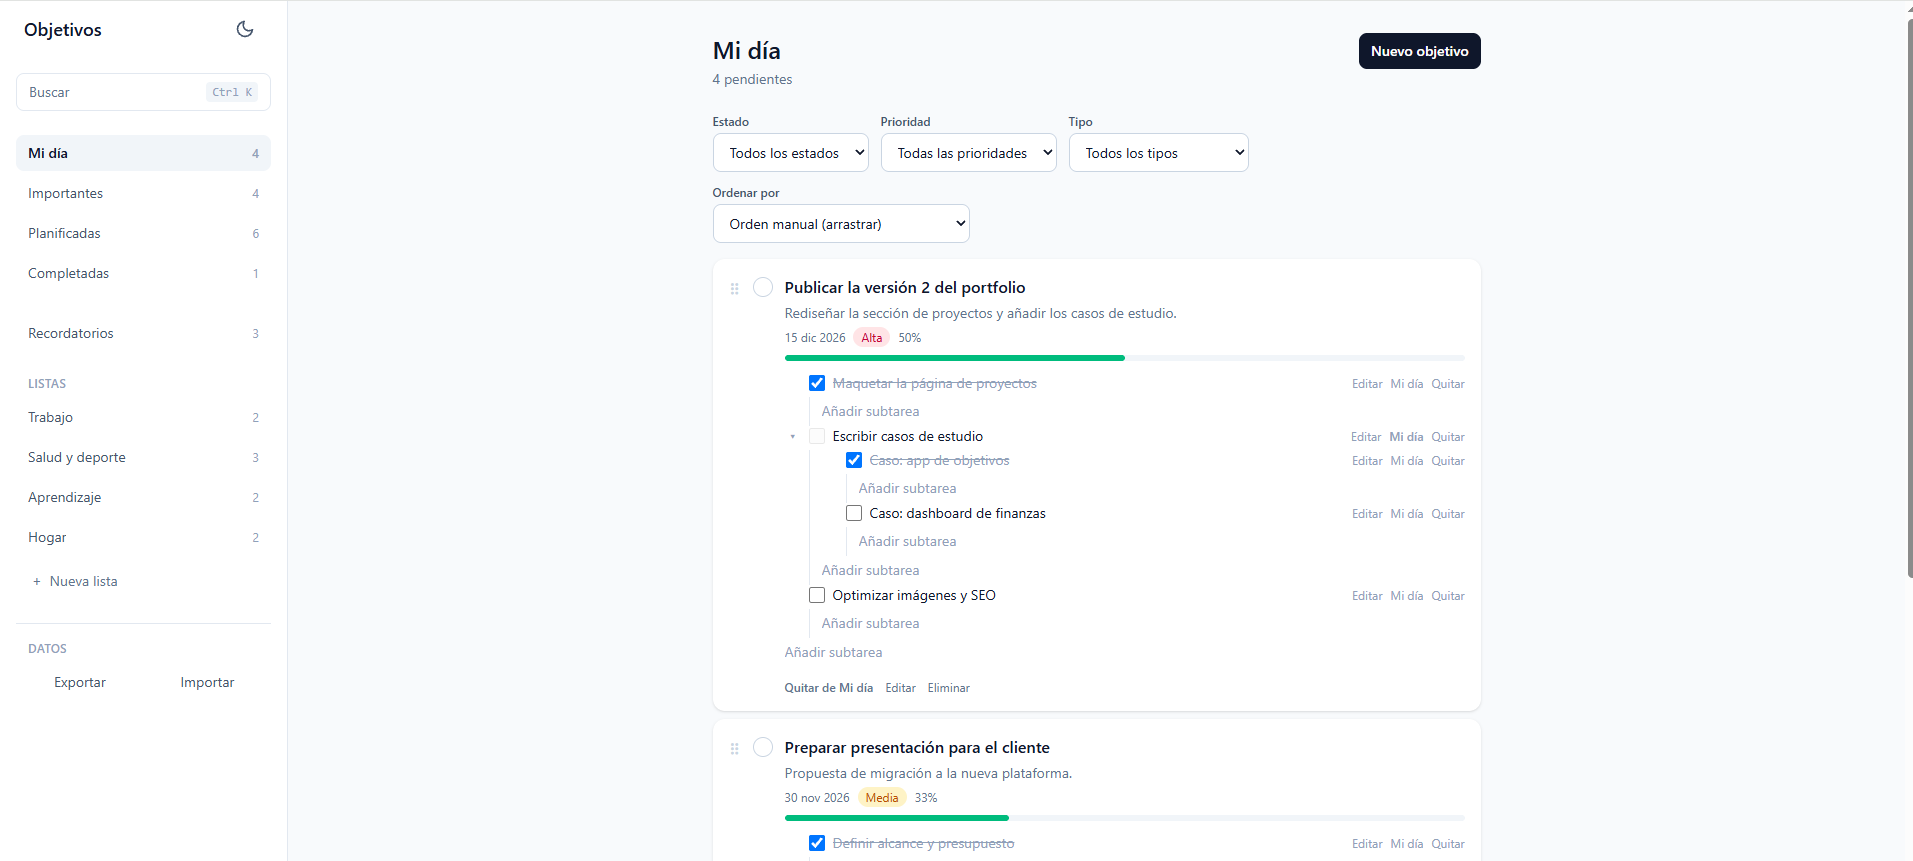 Objetivos
Buscar Ctrl K
Mi día 4
Importantes 4
Planificadas 6
Completadas 1
Recordatorios 3
LISTAS
Trabajo 2
Salud y deporte 3
Aprendizaje 2
Hogar 2
+ Nueva lista
DATOS
Exportar Importar
Mi día
4 pendientes
Nuevo objetivo
Estado Prioridad Tipo
Todos los estados Todas las prioridades Todos los tipos
Ordenar por
Orden manual (arrastrar)
Publicar la versión 2 del portfolio
Rediseñar la sección de proyectos y añadir los casos de estudio.
15 dic 2026 Alta 50%
Maquetar la página de proyectos Editar Mi día Quitar
Añadir subtarea
Escribir casos de estudio Editar Mi día Quitar
Caso: app de objetivos Editar Mi día Quitar
Añadir subtarea
Caso: dashboard de finanzas Editar Mi día Quitar
Añadir subtarea
Añadir subtarea
Optimizar imágenes y SEO Editar Mi día Quitar
Añadir subtarea
Añadir subtarea
Quitar de Mi día Editar Eliminar
Preparar presentación para el cliente
Propuesta de migración a la nueva plataforma.
30 nov 2026 Media 33%
Definir alcance y presupuesto Editar Mi día Quitar